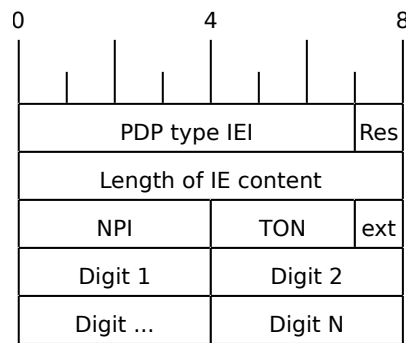 0 4 8
PDP type IEI Res
Length of IE content
NPI TON ext
Digit 1 Digit 2
Digit ... Digit N